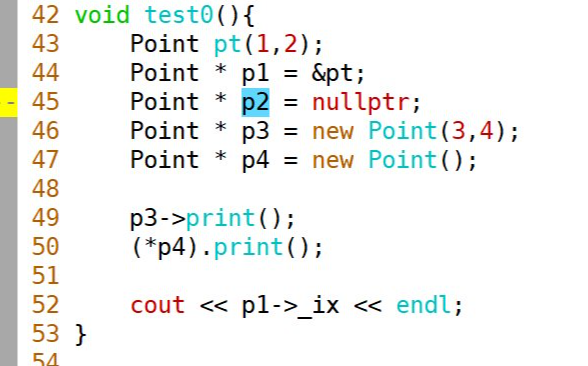 42 void test0(){
43     Point pt(1,2);
44     Point * p1 = &pt;
- 45     Point * p2 = nullptr;
46     Point * p3 = new Point(3,4);
47     Point * p4 = new Point();
48
49     p3->print();
50     (*p4).print();
51
52     cout << p1->_ix << endl;
53 }
54